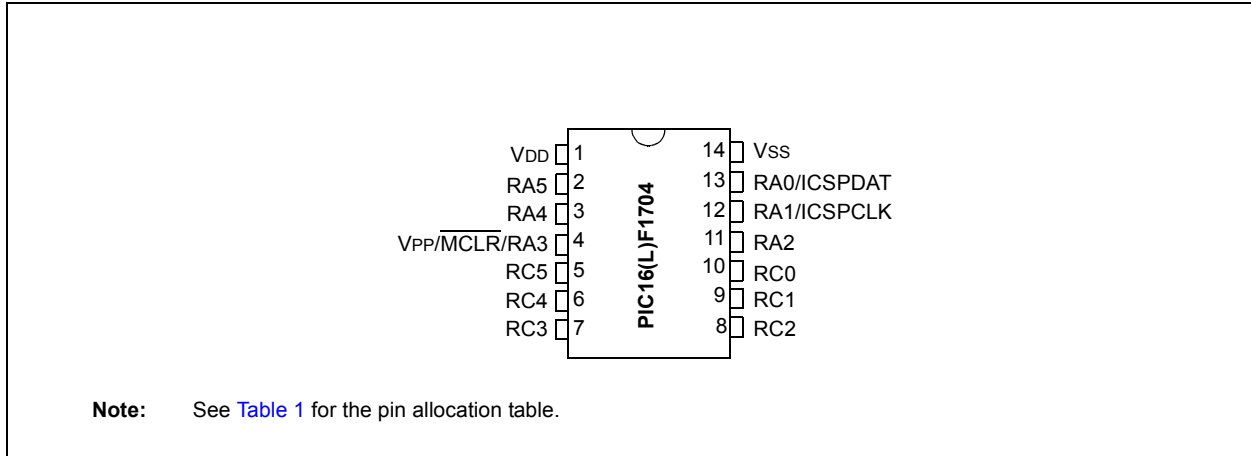 VDD 1 14 VSS
RA5 2 13 RA0/ICSPDAT
RA4 3 12 RA1/ICSPCLK
VPP/MCLR/RA3 4 11 RA2
RC5 5 10 RC0
RC4 6 9 RC1
RC3 7 8 RC2
PIC16(L)F1704
Note: See Table 1 for the pin allocation table.